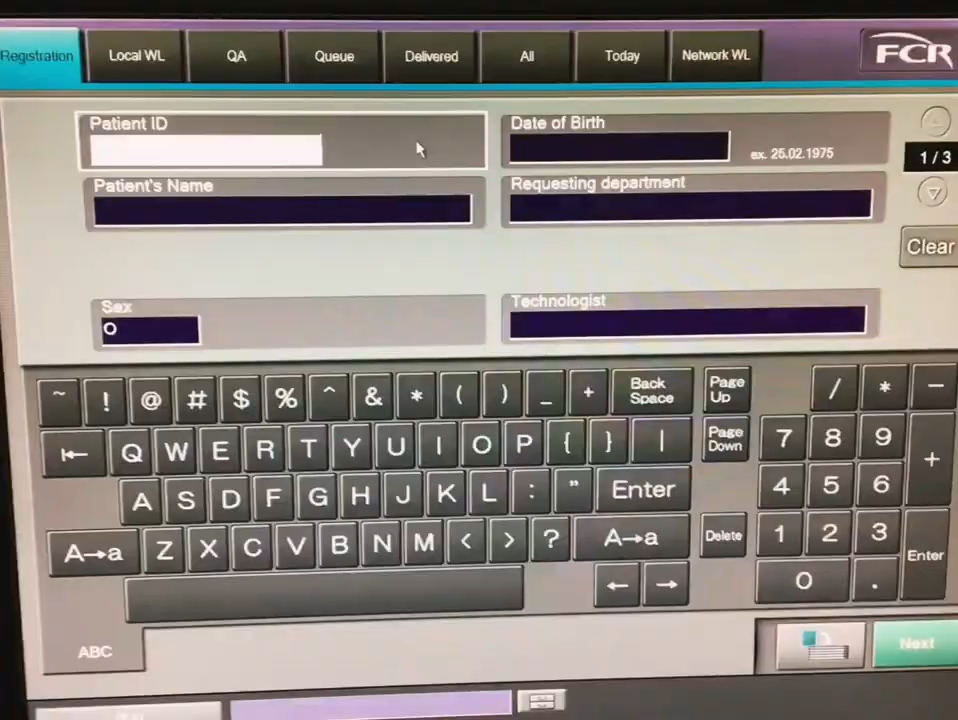 Registration Local WL QA Queue Delivered All Today Network WL FCR
Patient ID
Date of Birth
ex. 25.02.1975
1/3
Patient's Name
Requesting department
Clear
Sex
O
Technologist
~ ! @ # $ % ^ & * ( ) _ + Back Space Page Up / * -
Q W E R T Y U I O P { } | Page Down 7 8 9 +
A S D F G H J K L : " Enter 4 5 6
A→a Z X C V B N M < > ? A→a Delete 1 2 3 Enter
← → 0 .
ABC
Next